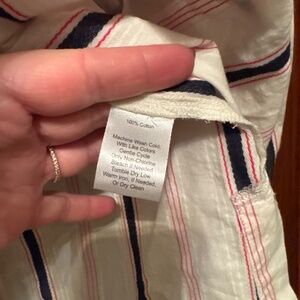 100% Cotton
Machine Wash Cold,
With Like Colors
Gentle Cycle
Only Non-Chlorine
Bleach if Needed
Tumble Dry Low
Warm Iron, if Needed,
Or Dry Clean